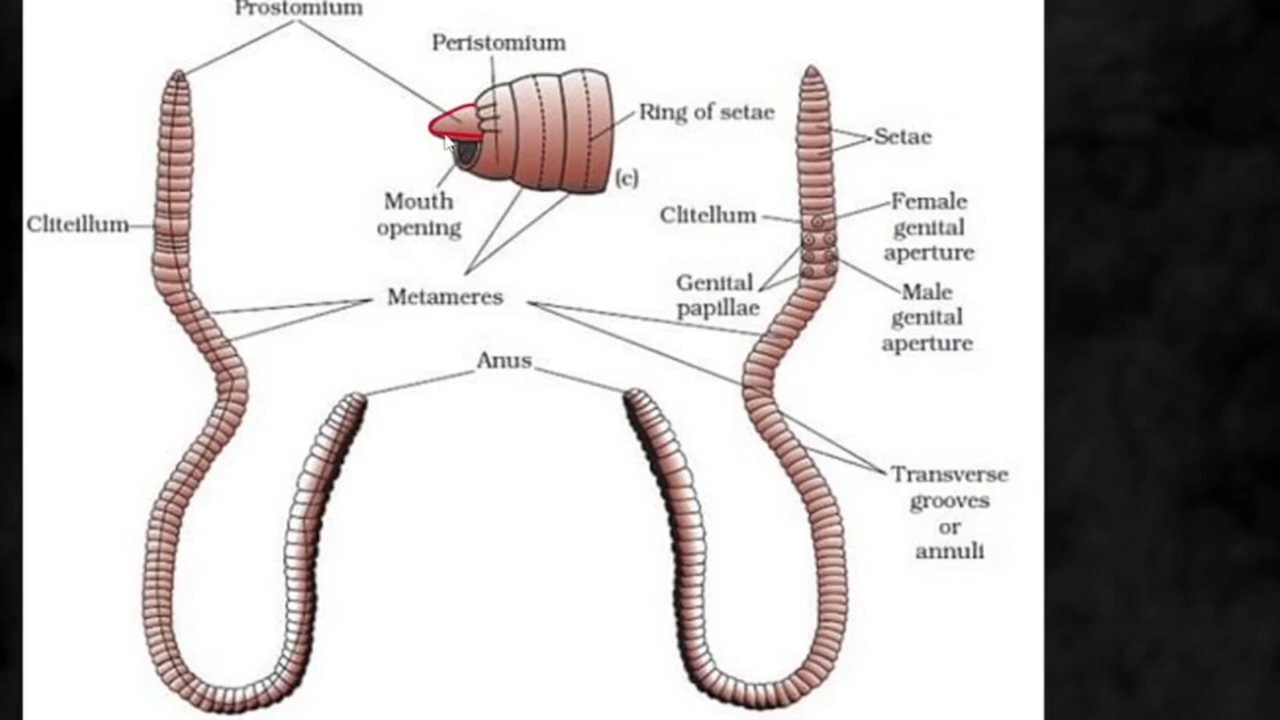 Prostomium
Peristomium
Ring of setae
Setae
(c)
Mouth
opening
Cliteillum
Clitellum
Female
genital
aperture
Genital
papillae
Male
genital
aperture
Metameres
Anus
Transverse
grooves
or
annuli